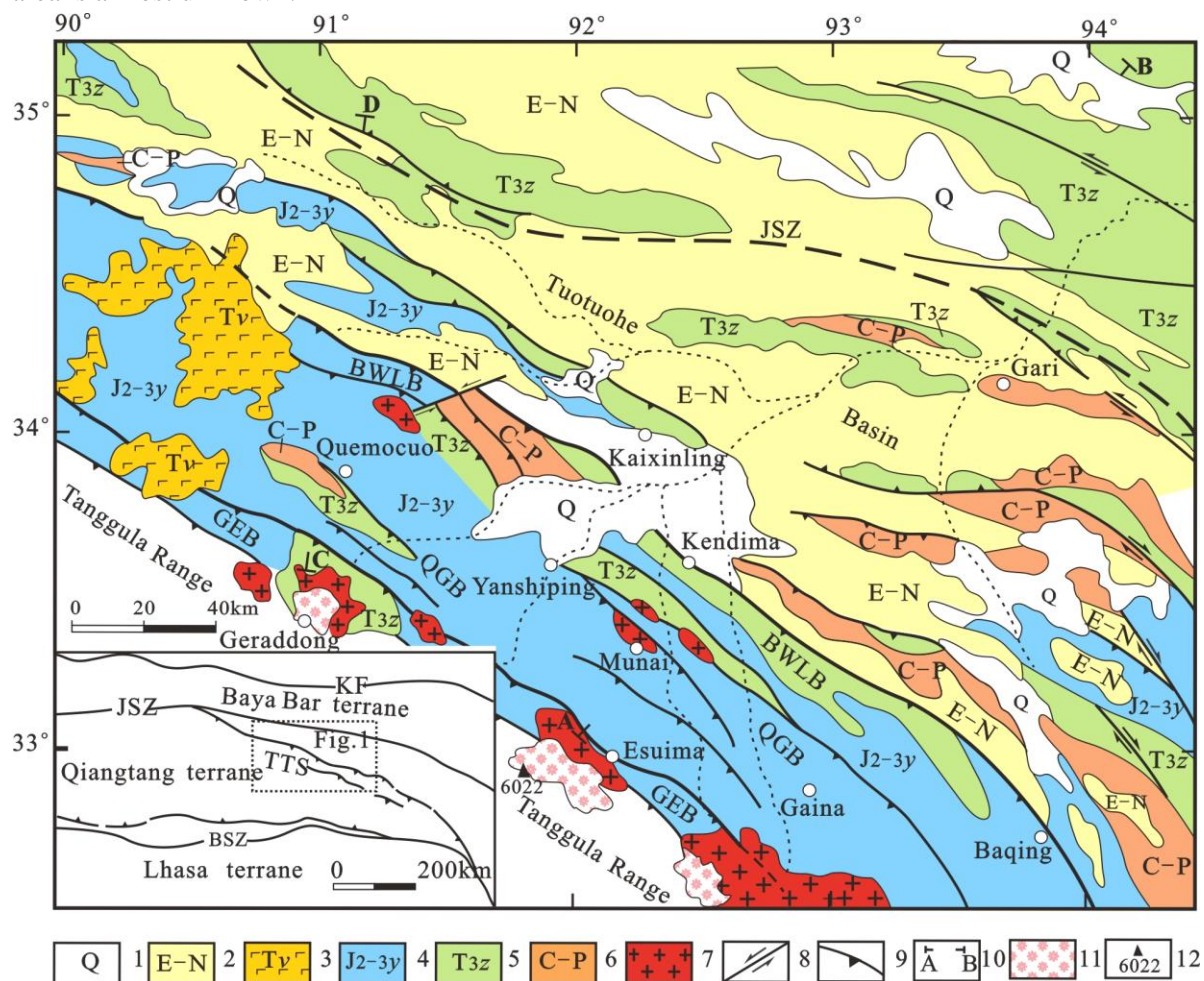 90° 91° 92° 93° 94°
Q
B
T3z
D
E-N
35°
E-N
C-P
T3z
T3z
Q
Q
J2-3y
JSZ
E-N
Tuotuohe
Tv
J2-3y
T3z
C-P
T3z
T3z
J2-3y
E-N
BWLB
Q
E-N
Gari
34°
C-P
Quemocuo
T3z
C-P
Kaixinling
Basin
Tv
T3z
J2-3y
Q
C-P
C-P
Tanggula Range
GEB
C
QGB
Yanshiping
Kendima
C-P
T3z
E-N
Q
0 20 40km
T3z
Geraddong
Munai
BWLB
C-P
E-N
E-N
J2-3y
KF
JSZ
Baya Bar terrane
Fig.1
33°
Qiangtang terrane
TTS
A
Esuima
QGB
J2-3y
E-N
Q
T3z
6022
GEB
Gaina
E-N
BSZ
Tanggula Range
Baqing
C-P
Lhasa terrane
0 200km
Q 1 E-N 2 Tv 3 J2-3y 4 T3z 5 C-P 6 7 8 9 A B 10 11 6022 12